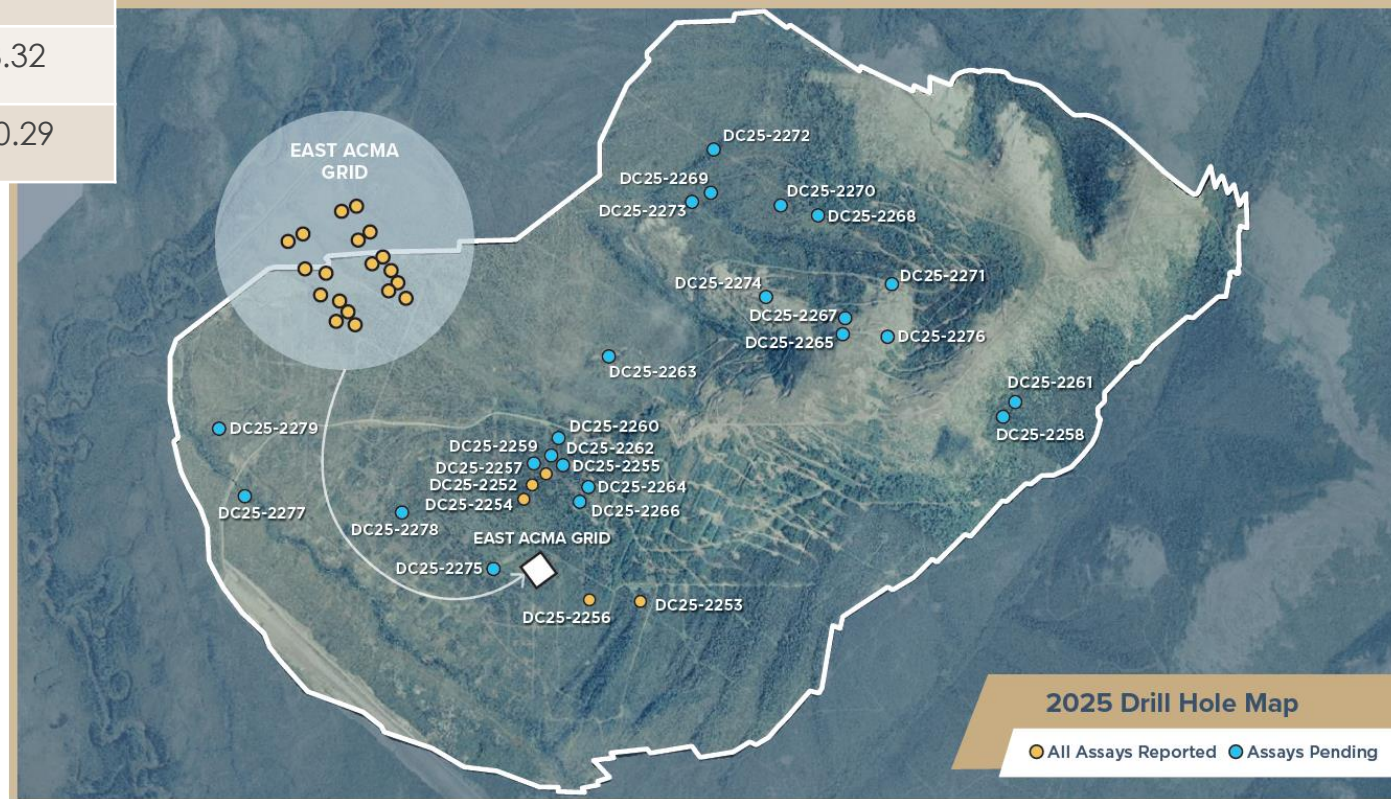 .32
0.29
EAST ACMA
GRID
DC25-2272
DC25-2269
DC25-2270
DC25-2273
DC25-2268
DC25-2271
DC25-2274
DC25-2267
DC25-2265
DC25-2276
DC25-2263
DC25-2261
DC25-2258
DC25-2279
DC25-2260
DC25-2259
DC25-2262
DC25-2257
DC25-2255
DC25-2252
DC25-2264
DC25-2254
DC25-2266
DC25-2277
DC25-2278
EAST ACMA GRID
DC25-2275
DC25-2256
DC25-2253
2025 Drill Hole Map
All Assays Reported
Assays Pending